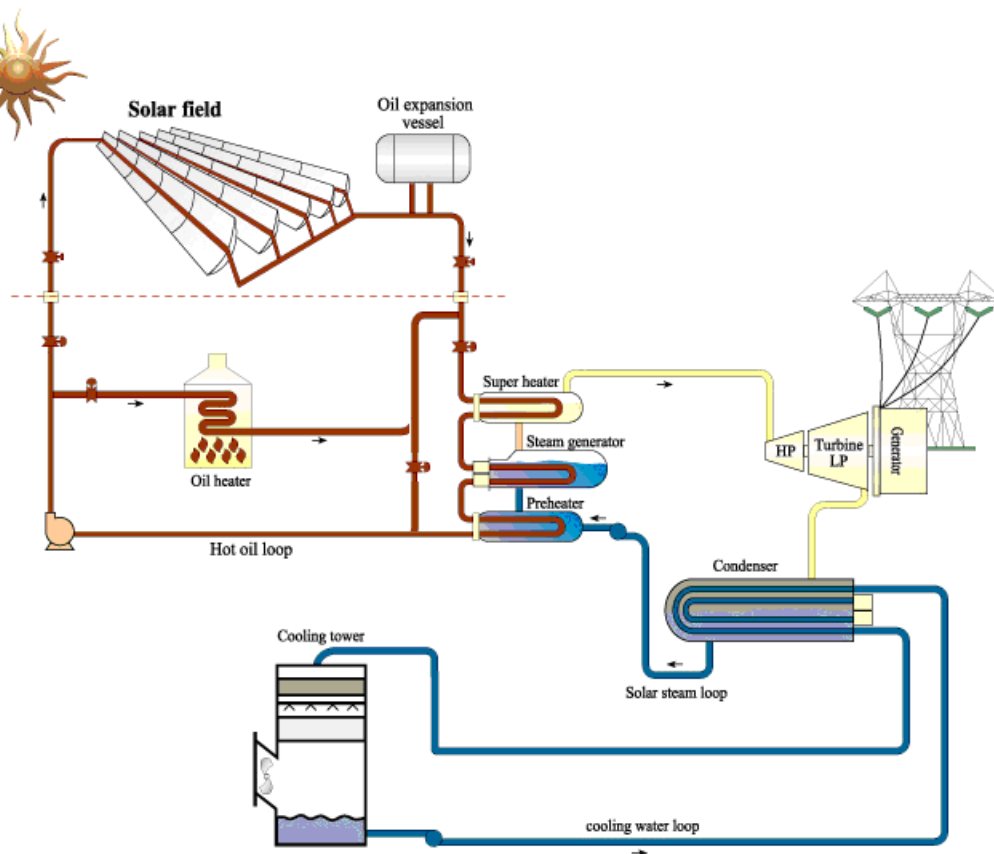 Solar field
Oil expansion
vessel
Super heater
Steam generator
Oil heater
Preheater
Hot oil loop
HP
Turbine
LP
Generator
Condenser
Cooling tower
Solar steam loop
cooling water loop